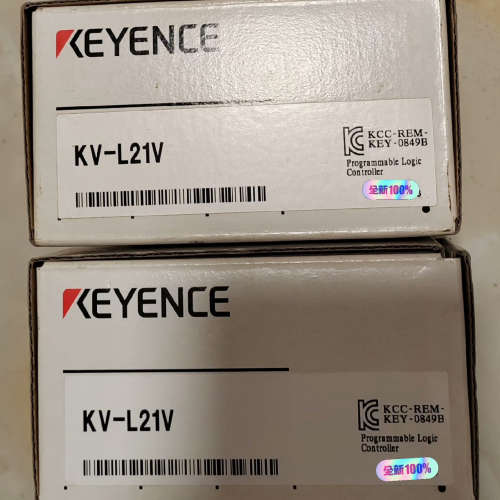 KEYENCE
KV-L21V
KCC-REM-
KEY-0849B
Programmable Logic
Controller
全新100%
KEYENCE
KV-L21V
KCC-REM-
KEY-0849B
Programmable Logic
Controller
全新100%